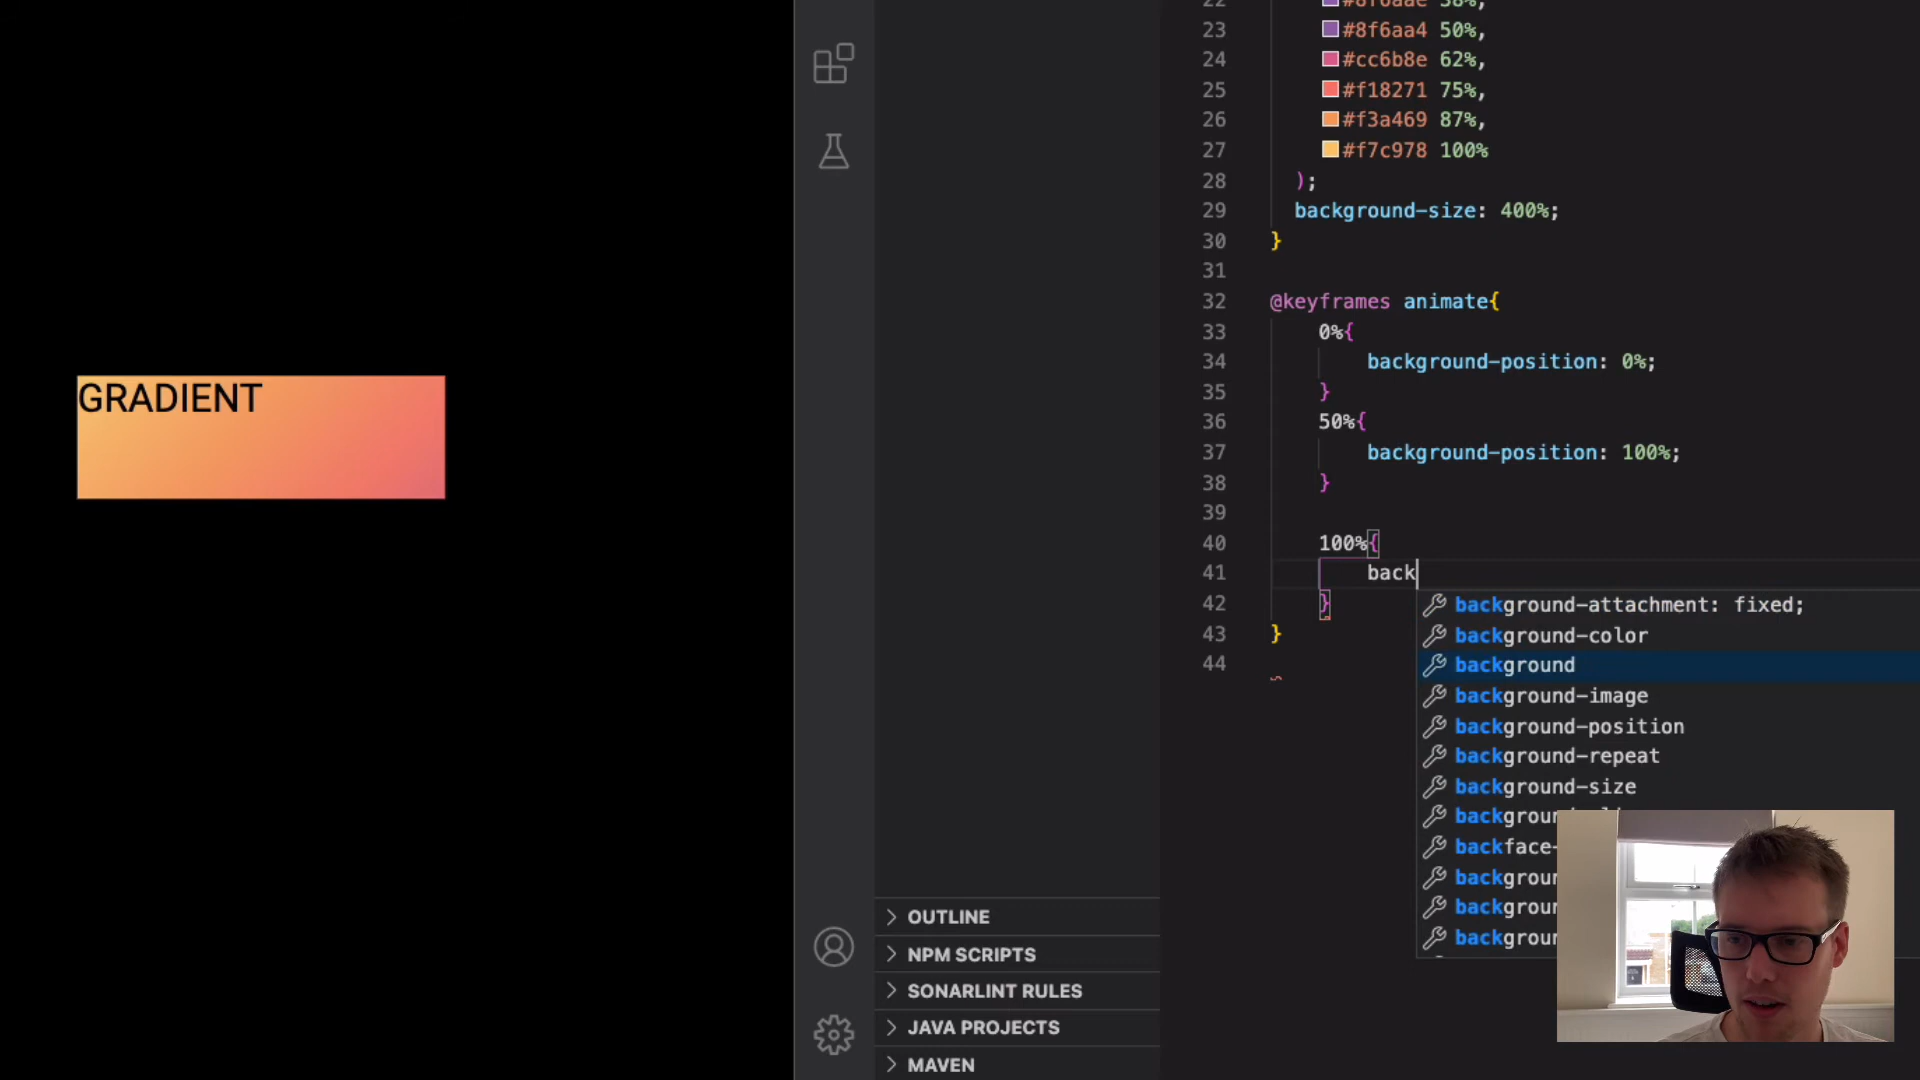 GRADIENT
23 #8f6aa4 50%,
24 #cc6b8e 62%,
25 #f18271 75%,
26 #f3a469 87%,
27 #f7c978 100%
28 );
29 background-size: 400%;
30 }
31
32 @keyframes animate{
33 0%{
34 background-position: 0%;
35 }
36 50%{
37 background-position: 100%;
38 }
39
40 100%{
41 back
42 }
43 }
44
background-attachment: fixed;
background-color
background
background-image
background-position
background-repeat
background-size
OUTLINE
NPM SCRIPTS
SONARLINT RULES
JAVA PROJECTS
MAVEN